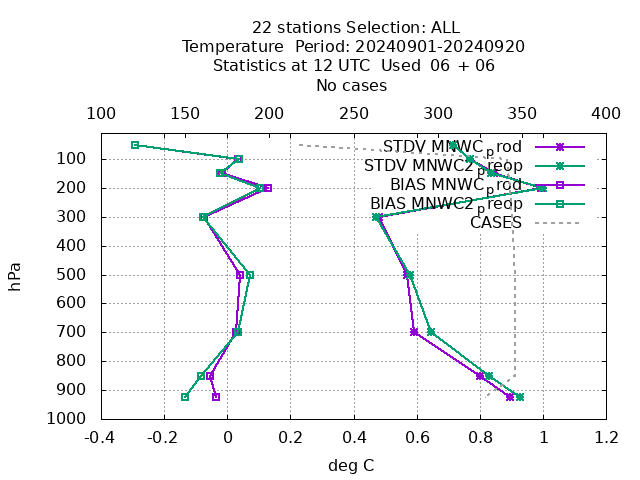 22 stations Selection: ALL
Temperature  Period: 20240901-20240920
Statistics at 12 UTC  Used  06 + 06
No cases
100 150 200 250 300 350 400
STDV MNWC_prod
STDV MNWC2_preop
BIAS MNWC_prod
BIAS MNWC2_preop
CASES
100
200
300
400
500
600
700
800
900
1000
hPa
-0.4 -0.2 0 0.2 0.4 0.6 0.8 1 1.2
deg C